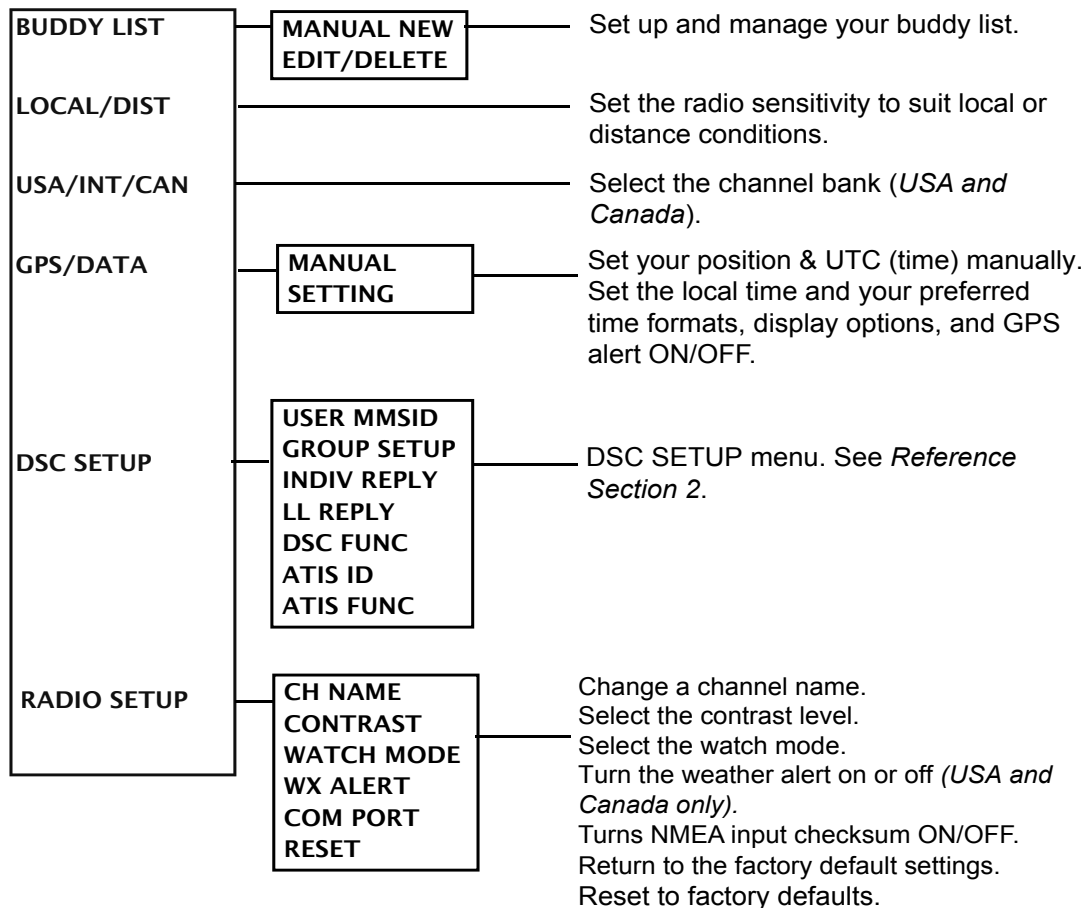 BUDDY LIST
MANUAL NEW
EDIT/DELETE
Set up and manage your buddy list.
LOCAL/DIST
Set the radio sensitivity to suit local or
distance conditions.
USA/INT/CAN
Select the channel bank (USA and
Canada).
GPS/DATA
MANUAL
SETTING
Set your position & UTC (time) manually.
Set the local time and your preferred
time formats, display options, and GPS
alert ON/OFF.
DSC SETUP
USER MMSID
GROUP SETUP
INDIV REPLY
LL REPLY
DSC FUNC
ATIS ID
ATIS FUNC
DSC SETUP menu. See Reference
Section 2.
RADIO SETUP
CH NAME
CONTRAST
WATCH MODE
WX ALERT
COM PORT
RESET
Change a channel name.
Select the contrast level.
Select the watch mode.
Turn the weather alert on or off (USA and
Canada only).
Turns NMEA input checksum ON/OFF.
Return to the factory default settings.
Reset to factory defaults.